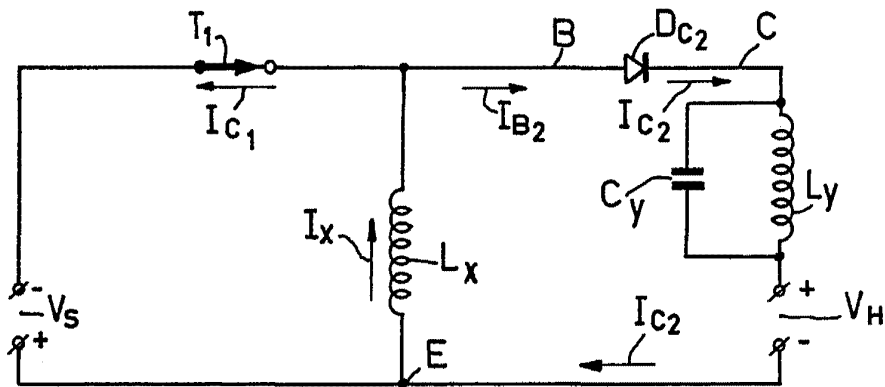 T1
B
DC2
C
IC1
IB2
IC2
Cy
Ly
Ix
Lx
- VS +
IC2
+ VH -
E